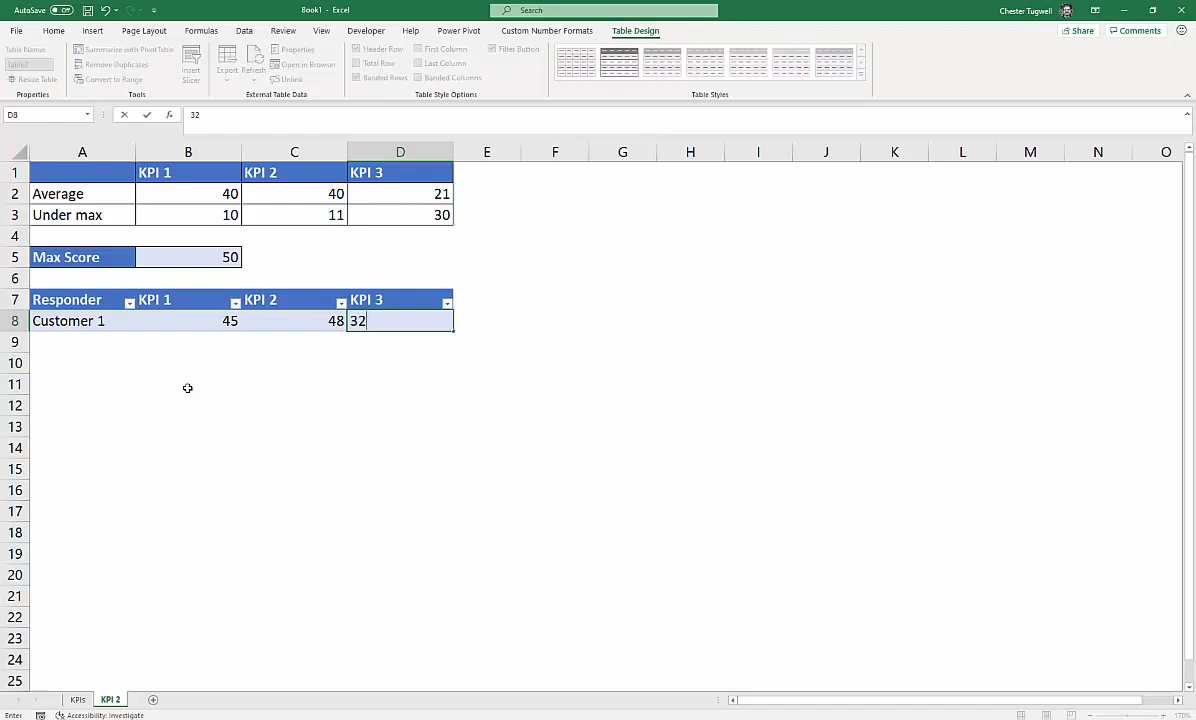 AutoSave Off Book1 - Excel Search Chester Tugwell
File Home Insert Draw Page Layout Formulas Data Review View Developer Help Power Pivot Custom Number Formats Table Design Share Comments
Table Name: Summarize with PivotTable Properties Header Row First Column Filter Button
Remove Duplicates Open in Browser Total Row Last Column
Resize Table Convert to Range Insert Slicer Export Refresh Unlink Banded Rows Banded Columns
Properties Tools External Table Data Table Style Options Table Styles
D8 fx 32
A B C D E F G H I J K L M N O
1 KPI 1 KPI 2 KPI 3
2 Average 40 40 21
3 Under max 10 11 30
4
5 Max Score 50
6
7 Responder KPI 1 KPI 2 KPI 3
8 Customer 1 45 48 32
9
10
11
12
13
14
15
16
17
18
19
20
21
22
23
24
25
KPIs KPI 2
Enter Accessibility: Investigate 170%